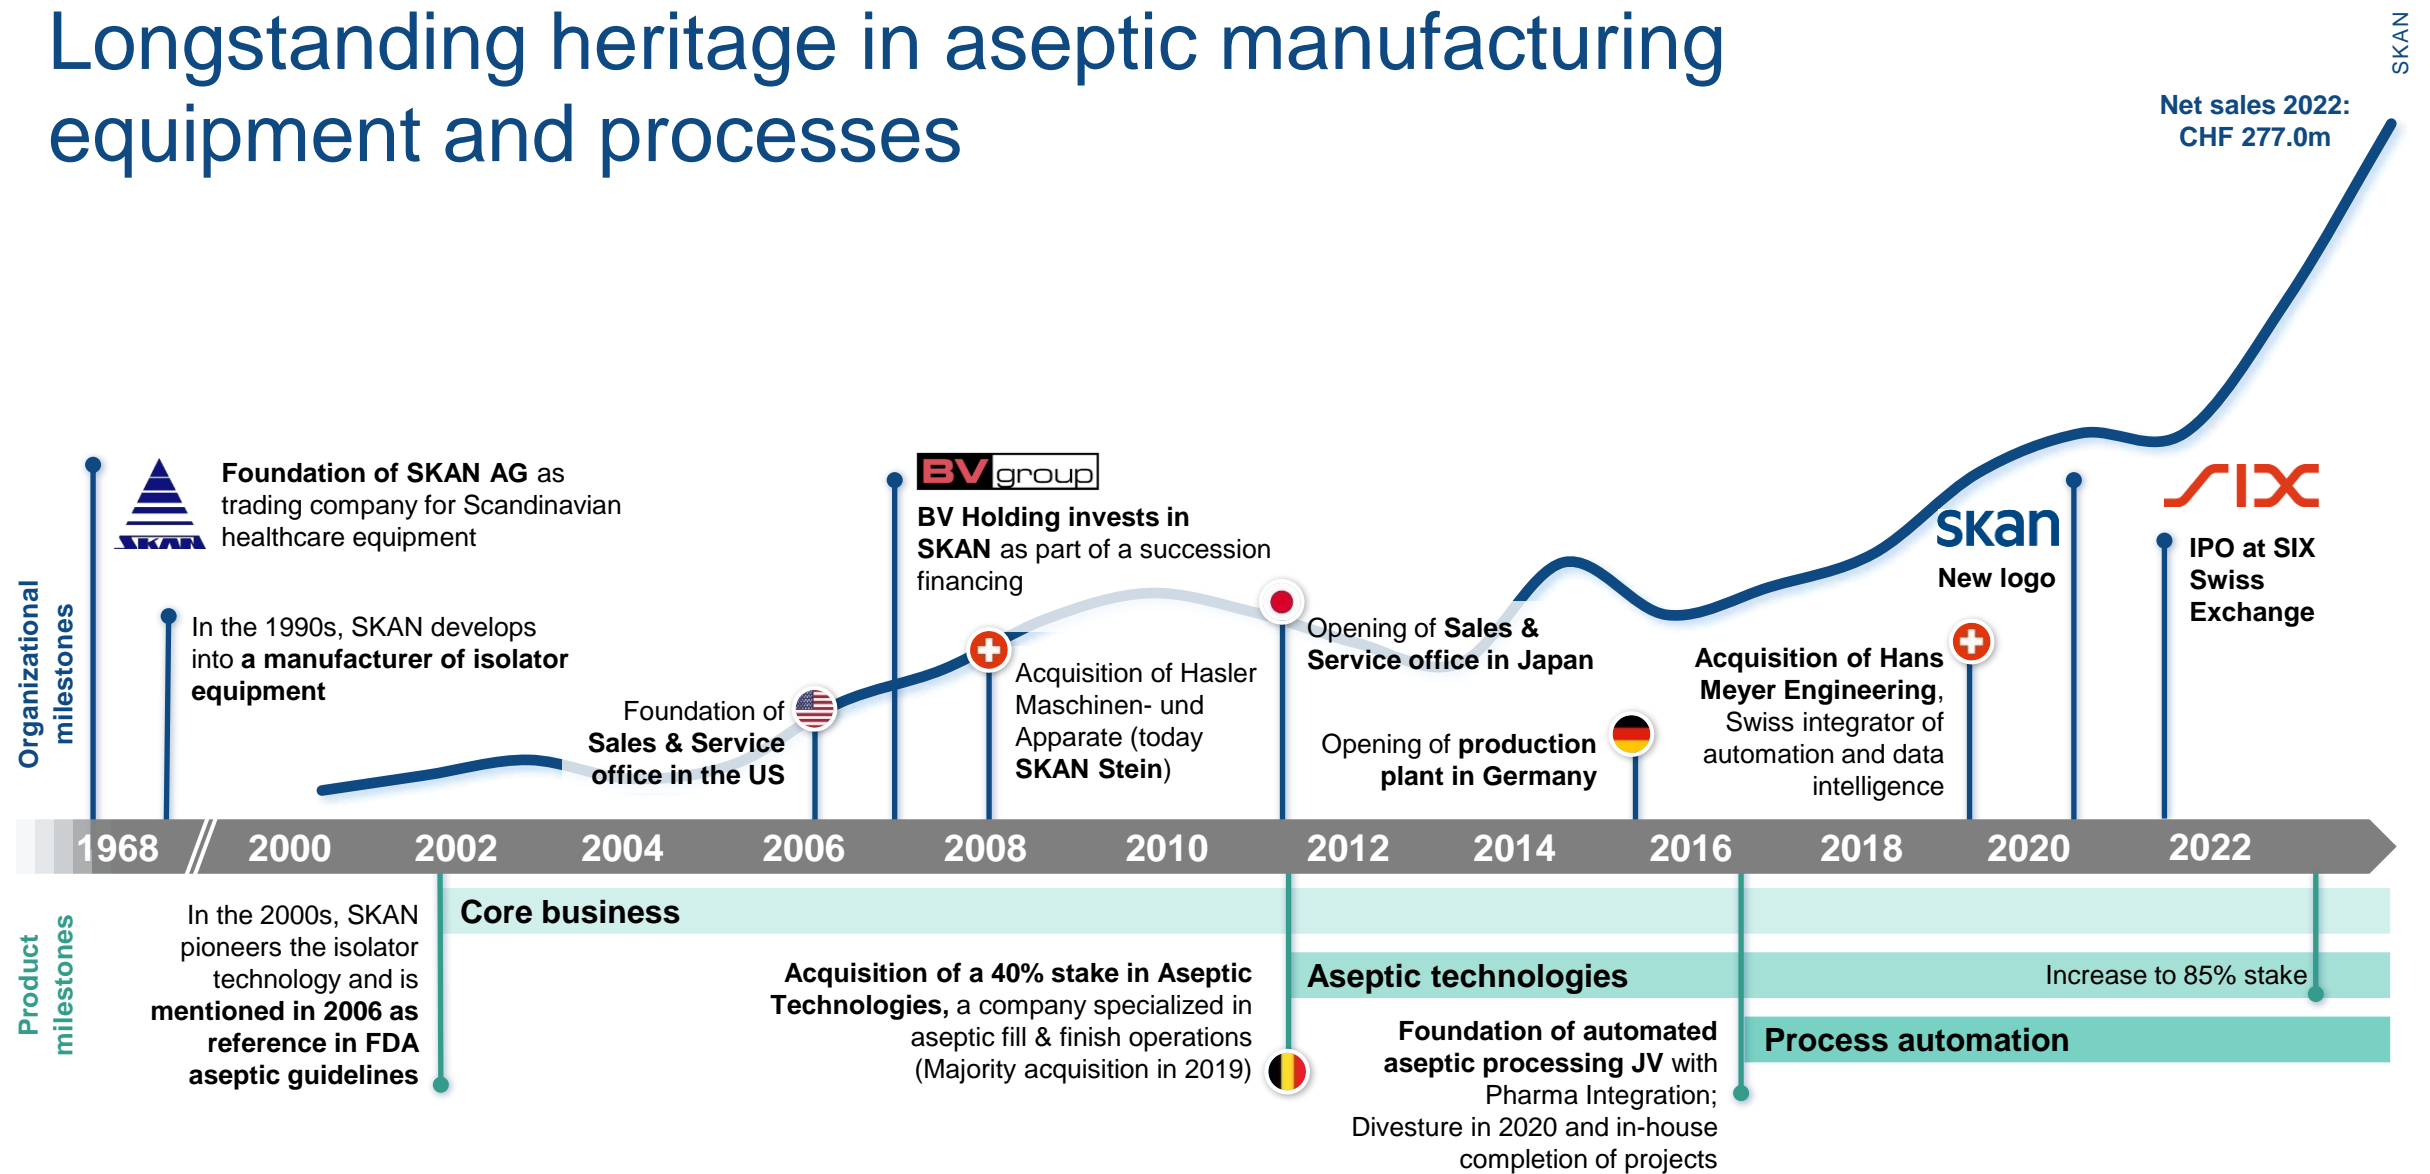 Longstanding heritage in aseptic manufacturing
equipment and processes
SKAN
Net sales 2022:
CHF 277.0m
Organizational
milestones
SKAN
Foundation of SKAN AG as
trading company for Scandinavian
healthcare equipment
In the 1990s, SKAN develops
into a manufacturer of isolator
equipment
Foundation of
Sales & Service
office in the US
BV group
BV Holding invests in
SKAN as part of a succession
financing
Acquisition of Hasler
Maschinen- und
Apparate (today
SKAN Stein)
Opening of Sales &
Service office in Japan
Opening of production
plant in Germany
Acquisition of Hans
Meyer Engineering,
Swiss integrator of
automation and data
intelligence
skan
New logo
SIX
IPO at SIX
Swiss
Exchange
1968 // 2000 2002 2004 2006 2008 2010 2012 2014 2016 2018 2020 2022
Product
milestones
In the 2000s, SKAN
pioneers the isolator
technology and is
mentioned in 2006 as
reference in FDA
aseptic guidelines
Core business
Acquisition of a 40% stake in Aseptic
Technologies, a company specialized in
aseptic fill & finish operations
(Majority acquisition in 2019)
Aseptic technologies
Increase to 85% stake
Foundation of automated
aseptic processing JV with
Pharma Integration;
Divesture in 2020 and in-house
completion of projects
Process automation